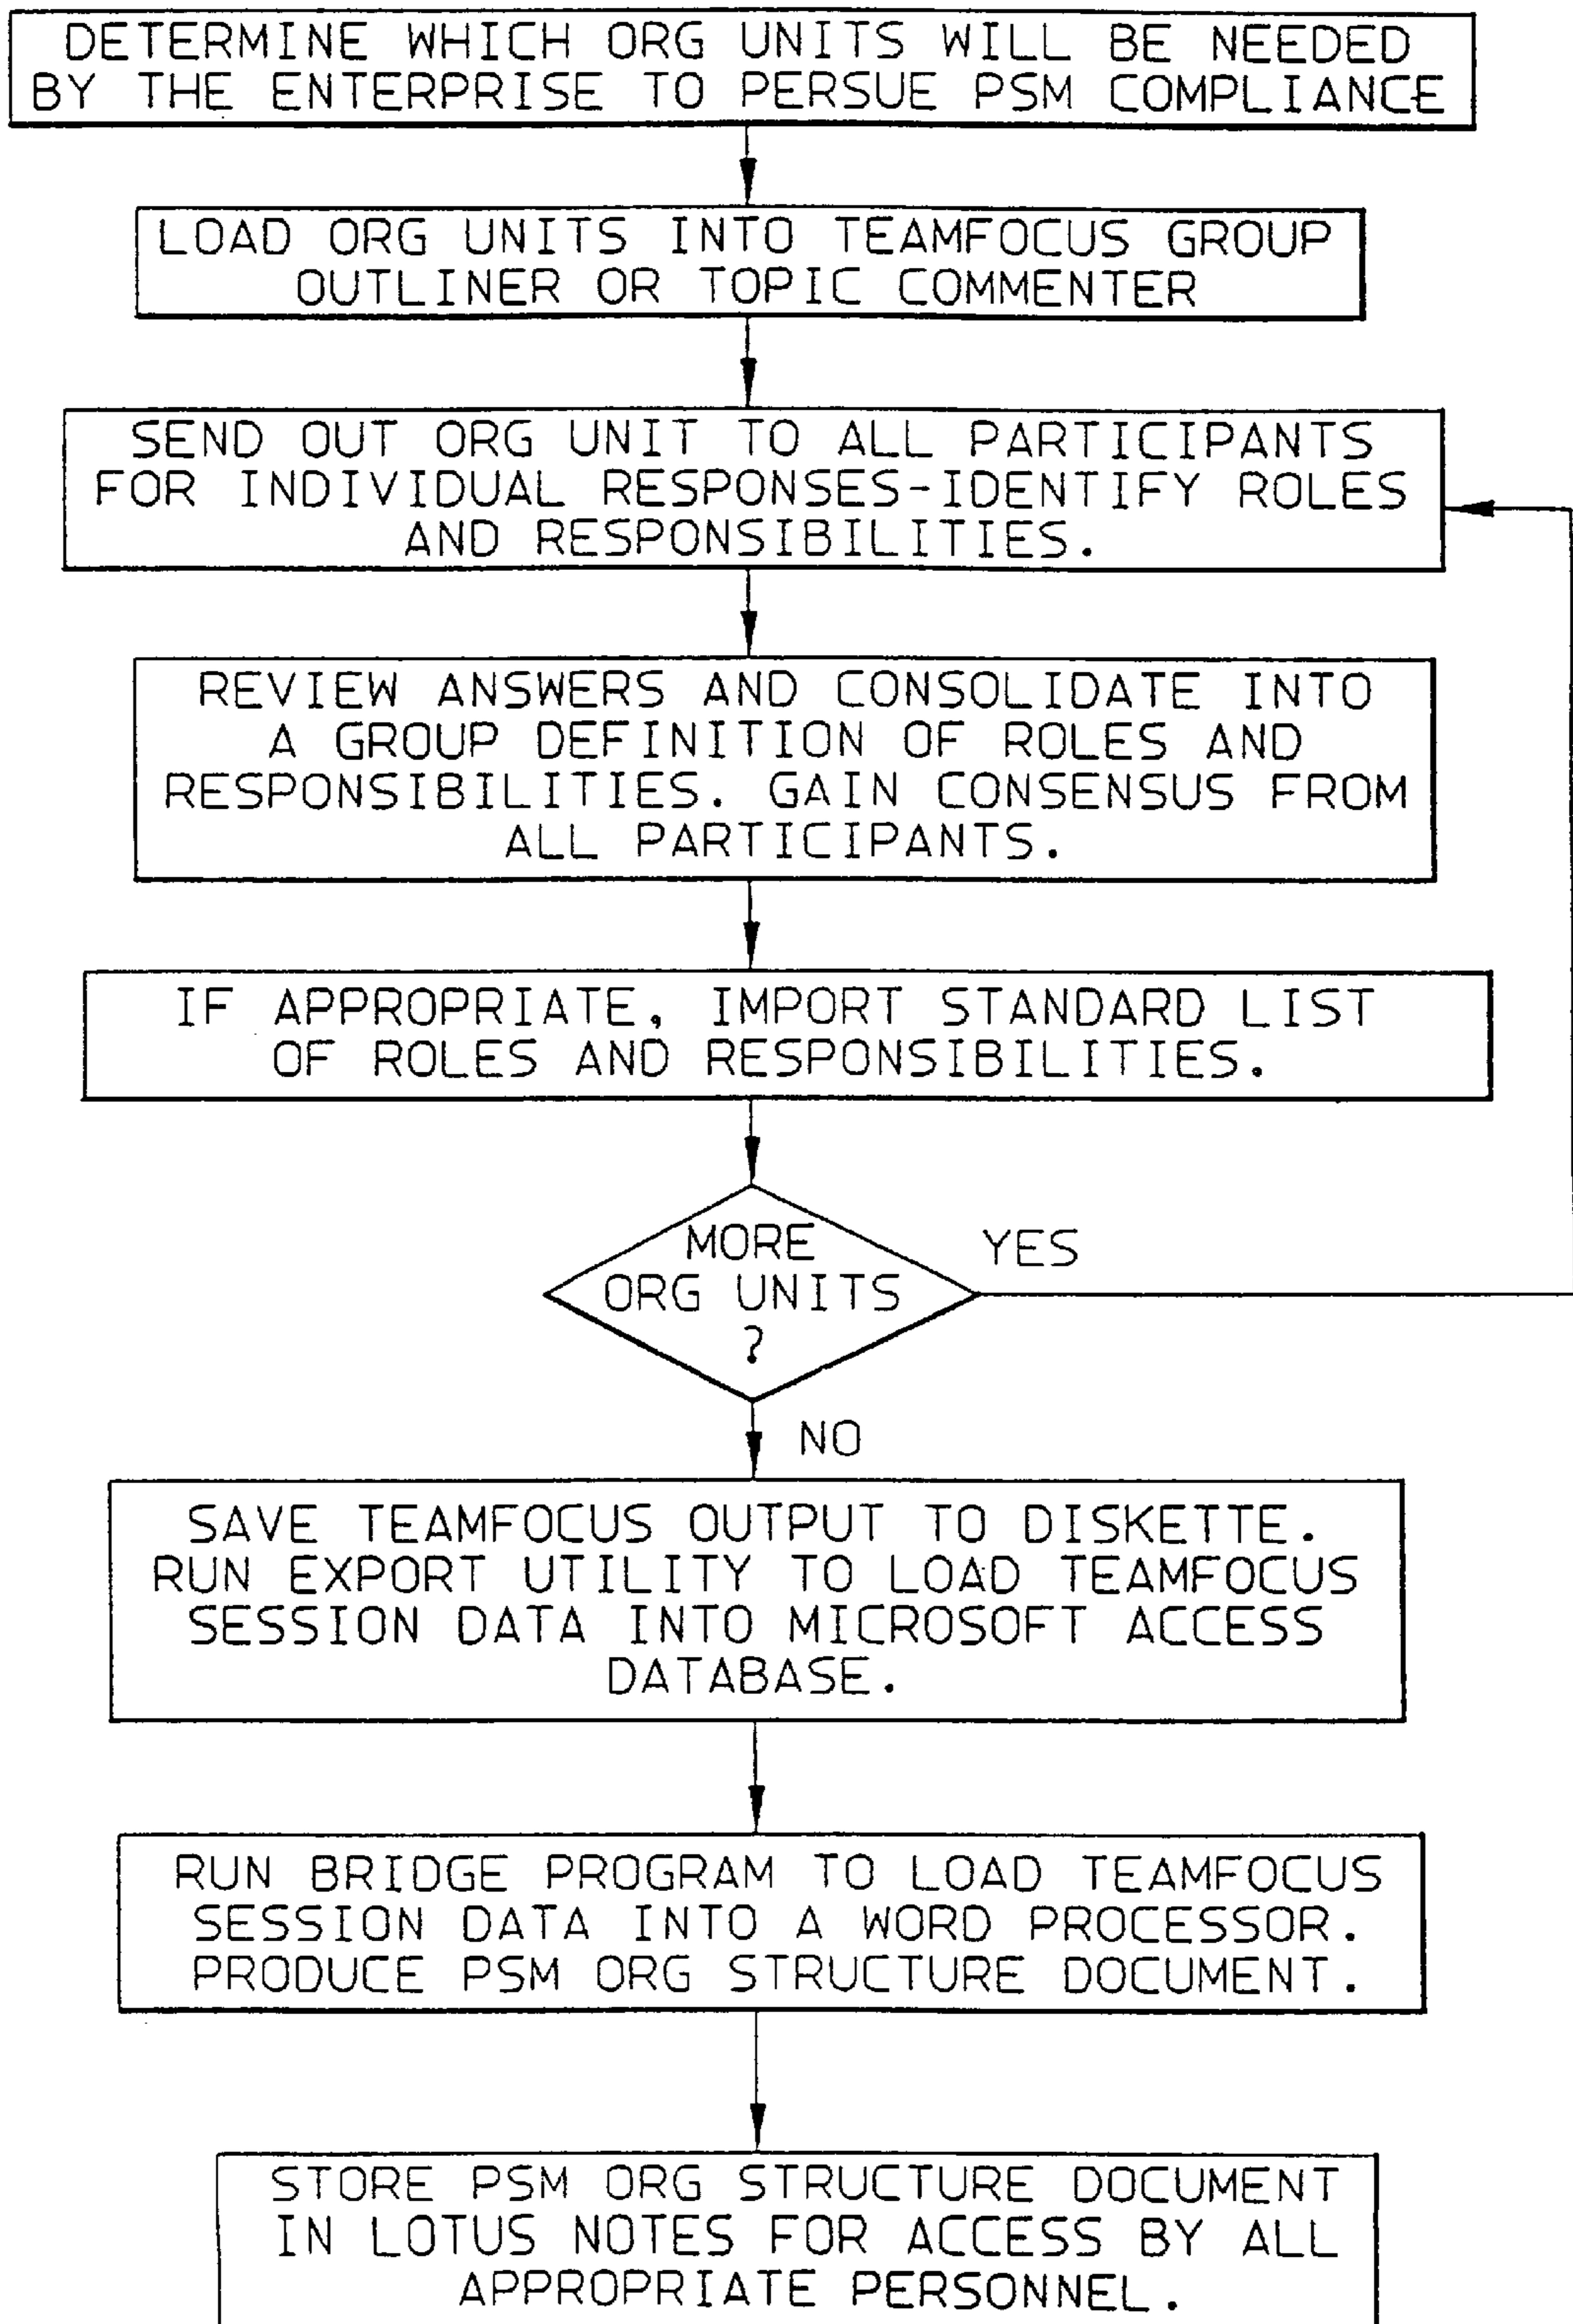 DETERMINE WHICH ORG UNITS WILL BE NEEDED
BY THE ENTERPRISE TO PERSUE PSM COMPLIANCE
LOAD ORG UNITS INTO TEAMFOCUS GROUP
OUTLINER OR TOPIC COMMENTER
SEND OUT ORG UNIT TO ALL PARTICIPANTS
FOR INDIVIDUAL RESPONSES-IDENTIFY ROLES
AND RESPONSIBILITIES.
REVIEW ANSWERS AND CONSOLIDATE INTO
A GROUP DEFINITION OF ROLES AND
RESPONSIBILITIES. GAIN CONSENSUS FROM
ALL PARTICIPANTS.
IF APPROPRIATE, IMPORT STANDARD LIST
OF ROLES AND RESPONSIBILITIES.
MORE
ORG UNITS
?
YES
NO
SAVE TEAMFOCUS OUTPUT TO DISKETTE.
RUN EXPORT UTILITY TO LOAD TEAMFOCUS
SESSION DATA INTO MICROSOFT ACCESS
DATABASE.
RUN BRIDGE PROGRAM TO LOAD TEAMFOCUS
SESSION DATA INTO A WORD PROCESSOR.
PRODUCE PSM ORG STRUCTURE DOCUMENT.
STORE PSM ORG STRUCTURE DOCUMENT
IN LOTUS NOTES FOR ACCESS BY ALL
APPROPRIATE PERSONNEL.